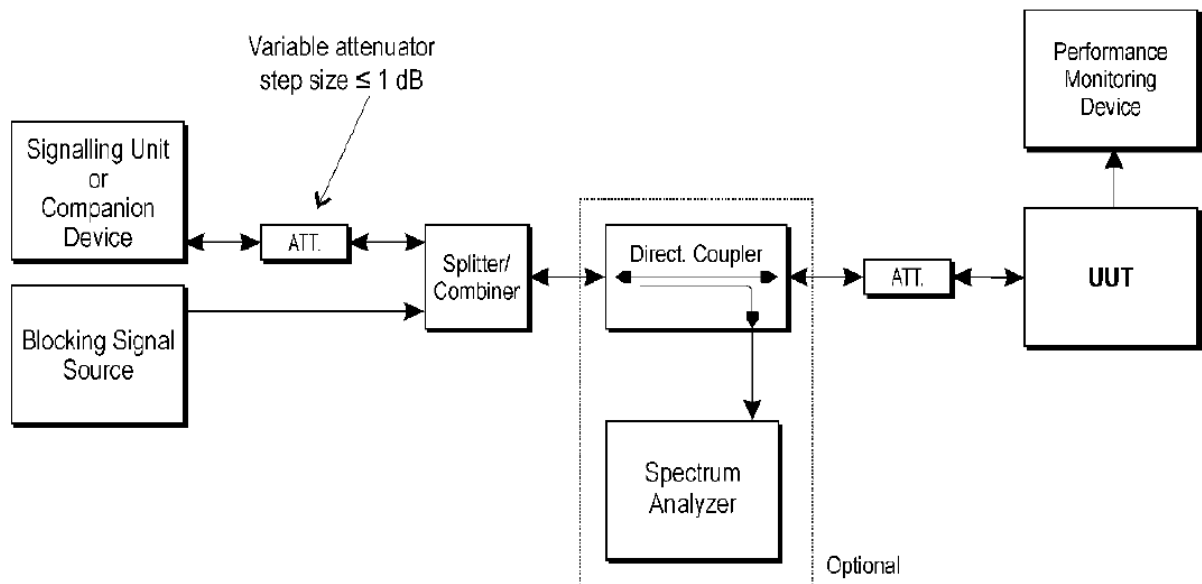 Variable attenuator
step size ≤ 1 dB
Performance
Monitoring
Device
Signalling Unit
or
Companion
Device
ATT.
Splitter/
Combiner
Direct. Coupler
ATT.
UUT
Blocking Signal
Source
Spectrum
Analyzer
Optional